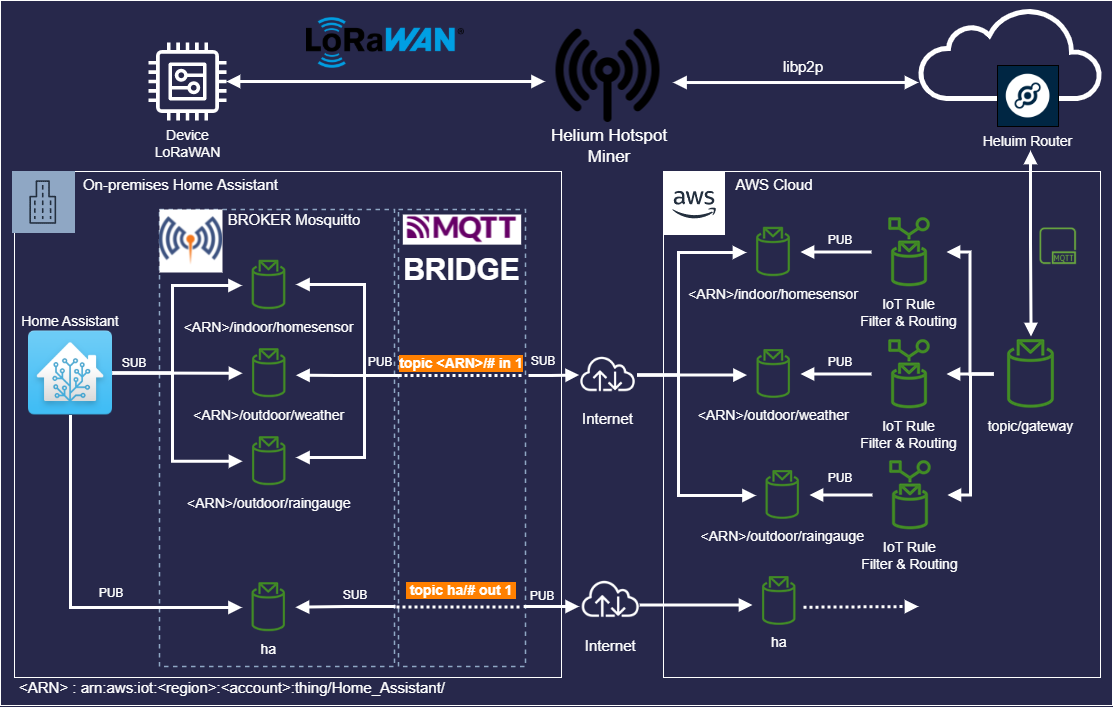 LoRaWAN®
libp2p
Device
LoRaWAN
Helium Hotspot
Miner
Heluim Router
On-premises Home Assistant
aws
AWS Cloud
BROKER Mosquitto
MQTT
BRIDGE
MQTT
PUB
<ARN>/indoor/homesensor
IoT Rule
Filter & Routing
Home Assistant
<ARN>/indoor/homesensor
SUB
PUB
topic <ARN>/# in 1
SUB
PUB
Internet
<ARN>/outdoor/weather
<ARN>/outdoor/weather
IoT Rule
Filter & Routing
topic/gateway
PUB
<ARN>/outdoor/raingauge
<ARN>/outdoor/raingauge
IoT Rule
Filter & Routing
PUB
SUB
topic ha/# out 1
PUB
ha
Internet
ha
<ARN> : arn:aws:iot:<region>:<account>:thing/Home_Assistant/